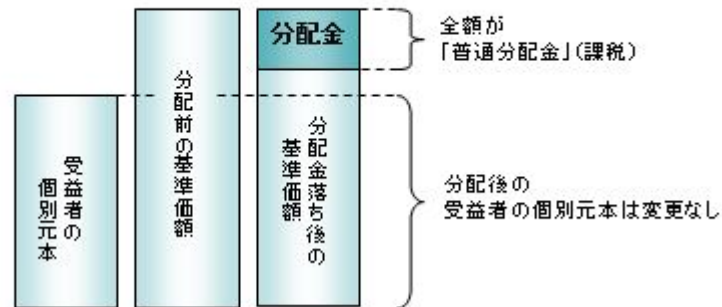 受益者の
個別元本
分配前の基準価額
分配金
分配金落ち後の
基準価額
全額が
「普通分配金」(課税)
分配後の
受益者の個別元本は変更なし